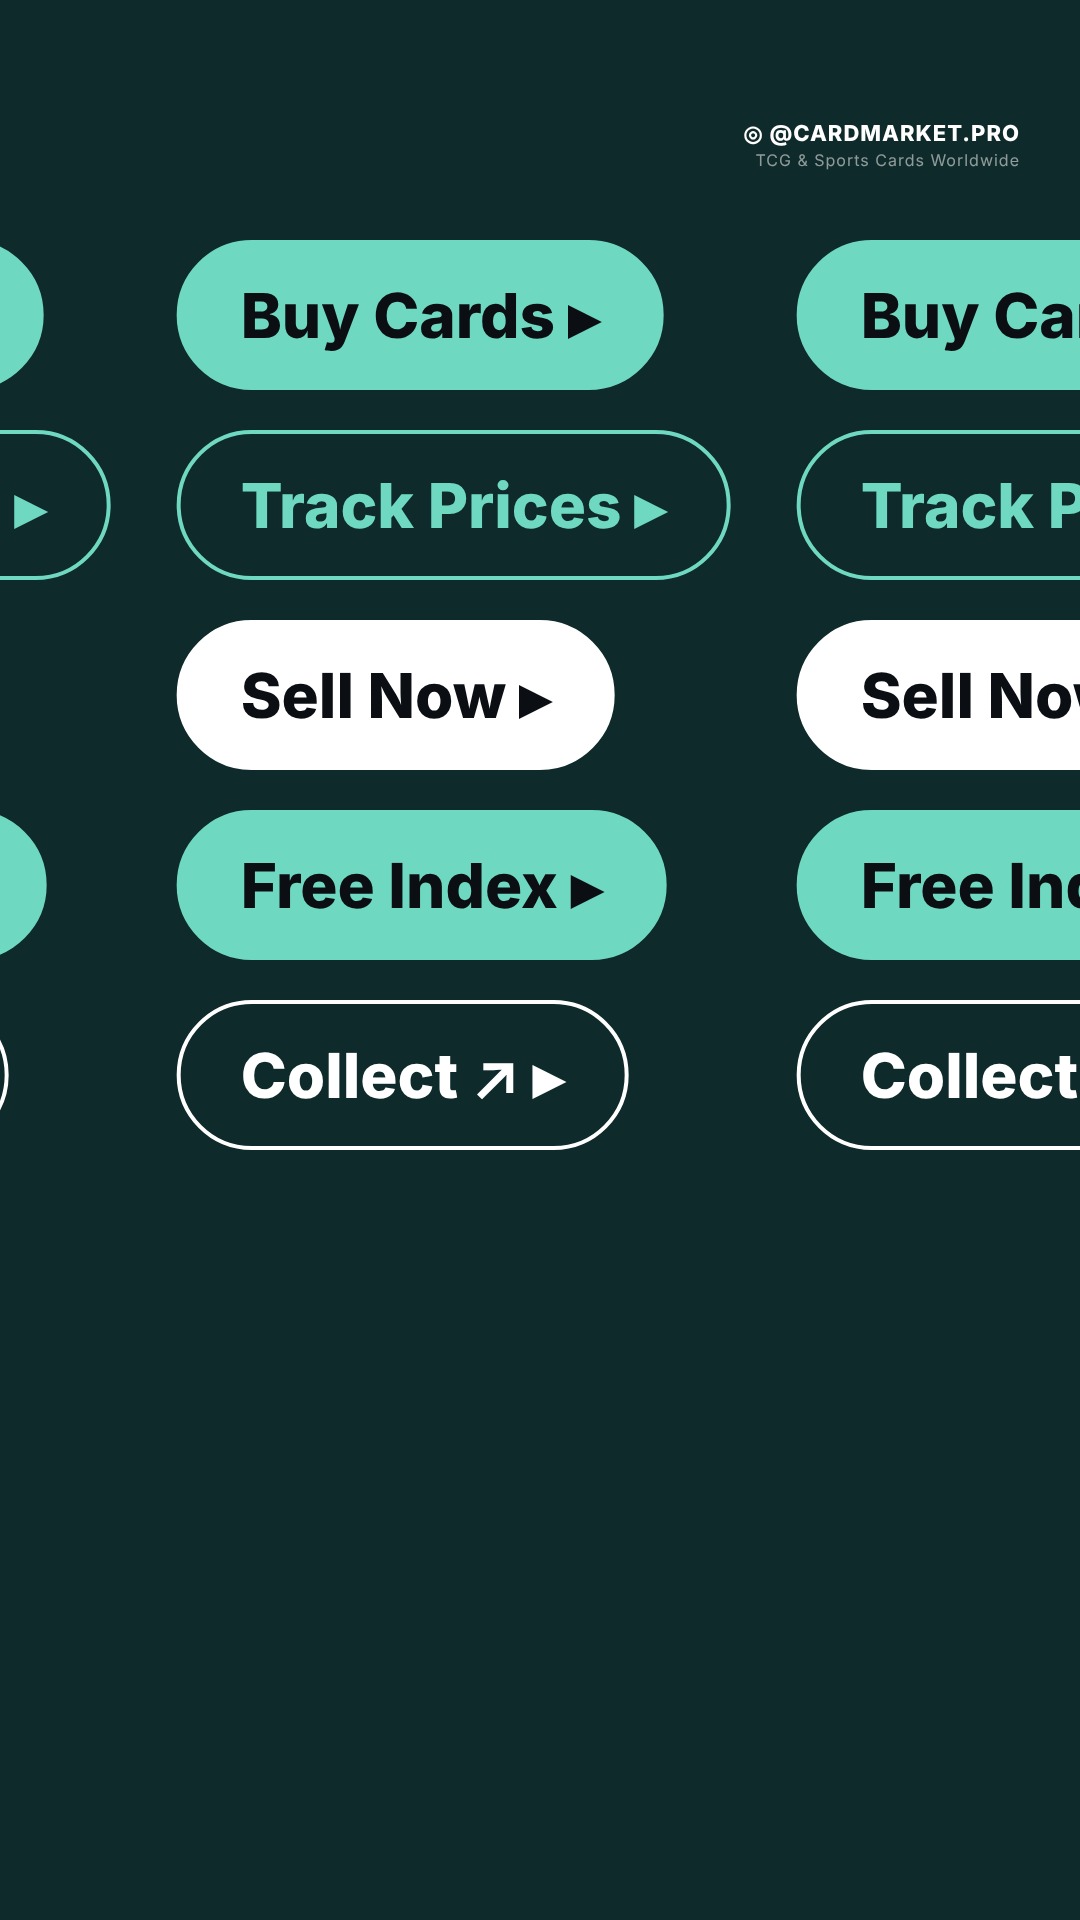 ◎ @CARDMARKET.PRO
TCG & Sports Cards Worldwide
Buy Cards ▸ Buy Ca
▸ Track Prices ▸ Track P
Sell Now ▸ Sell No
Free Index ▸ Free In
Collect ↗ ▸ Collect